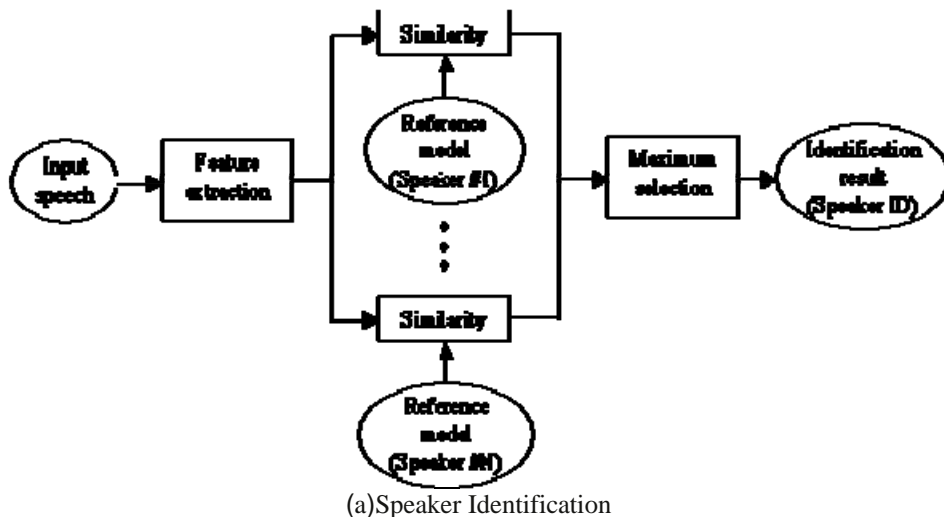 Similarity
Input
speech
Feature
extraction
Reference
model
(Speaker #1)
Maximum
selection
Identification
result
(Speaker ID)
Similarity
Reference
model
(Speaker #N)
(a)Speaker Identification